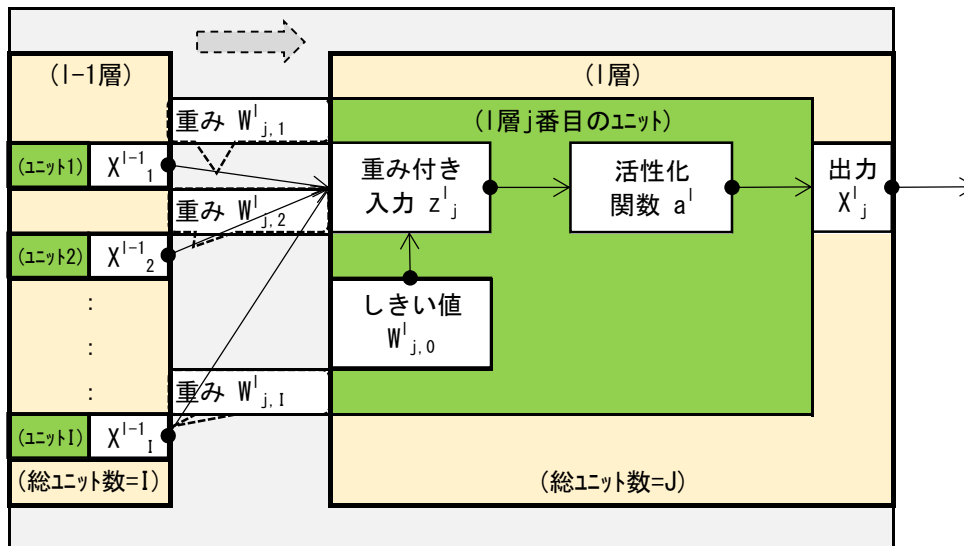 (l-1層)
(l層)
重み W^l_j,1
(l層j番目のユニット)
(ユニット1) X^l-1_1
重み付き
入力 z^l_j
活性化
関数 a^l
出力
X^l_j
重み W^l_j,2
(ユニット2) X^l-1_2
:
:
:
しきい値
W^l_j,0
重み W^l_j,I
(ユニットI) X^l-1_I
(総ユニット数=I)
(総ユニット数=J)